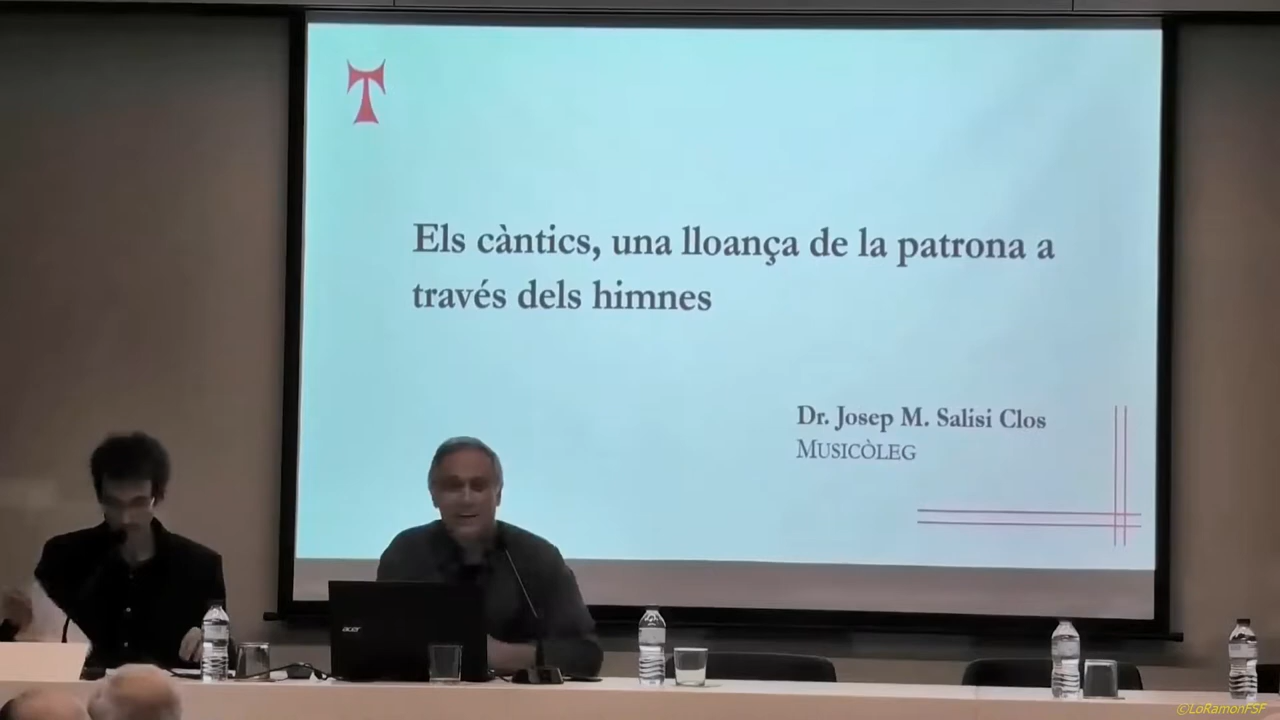 Els càntics, una lloança de la patrona a
través dels himnes
Dr. Josep M. Salisi Clos
MUSICÒLEG
acer
©LoRamonFSF